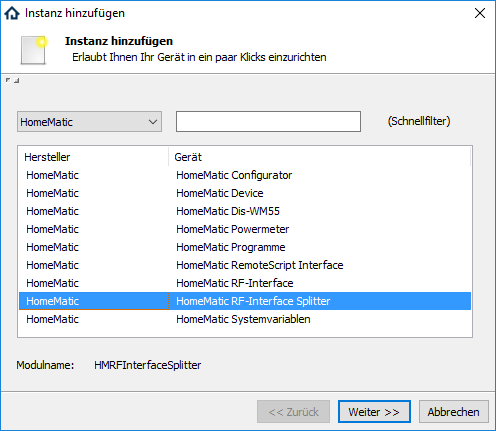 Instanz hinzufügen
Instanz hinzufügen
Erlaubt Ihnen Ihr Gerät in ein paar Klicks einzurichten
HomeMatic (Schnellfilter)
Hersteller Gerät
HomeMatic HomeMatic Configurator
HomeMatic HomeMatic Device
HomeMatic HomeMatic Dis-WM55
HomeMatic HomeMatic Powermeter
HomeMatic HomeMatic Programme
HomeMatic HomeMatic RemoteScript Interface
HomeMatic HomeMatic RF-Interface
HomeMatic HomeMatic RF-Interface Splitter
HomeMatic HomeMatic Systemvariablen
Modulname: HMRFInterfaceSplitter
<< Zurück Weiter >> Abbrechen